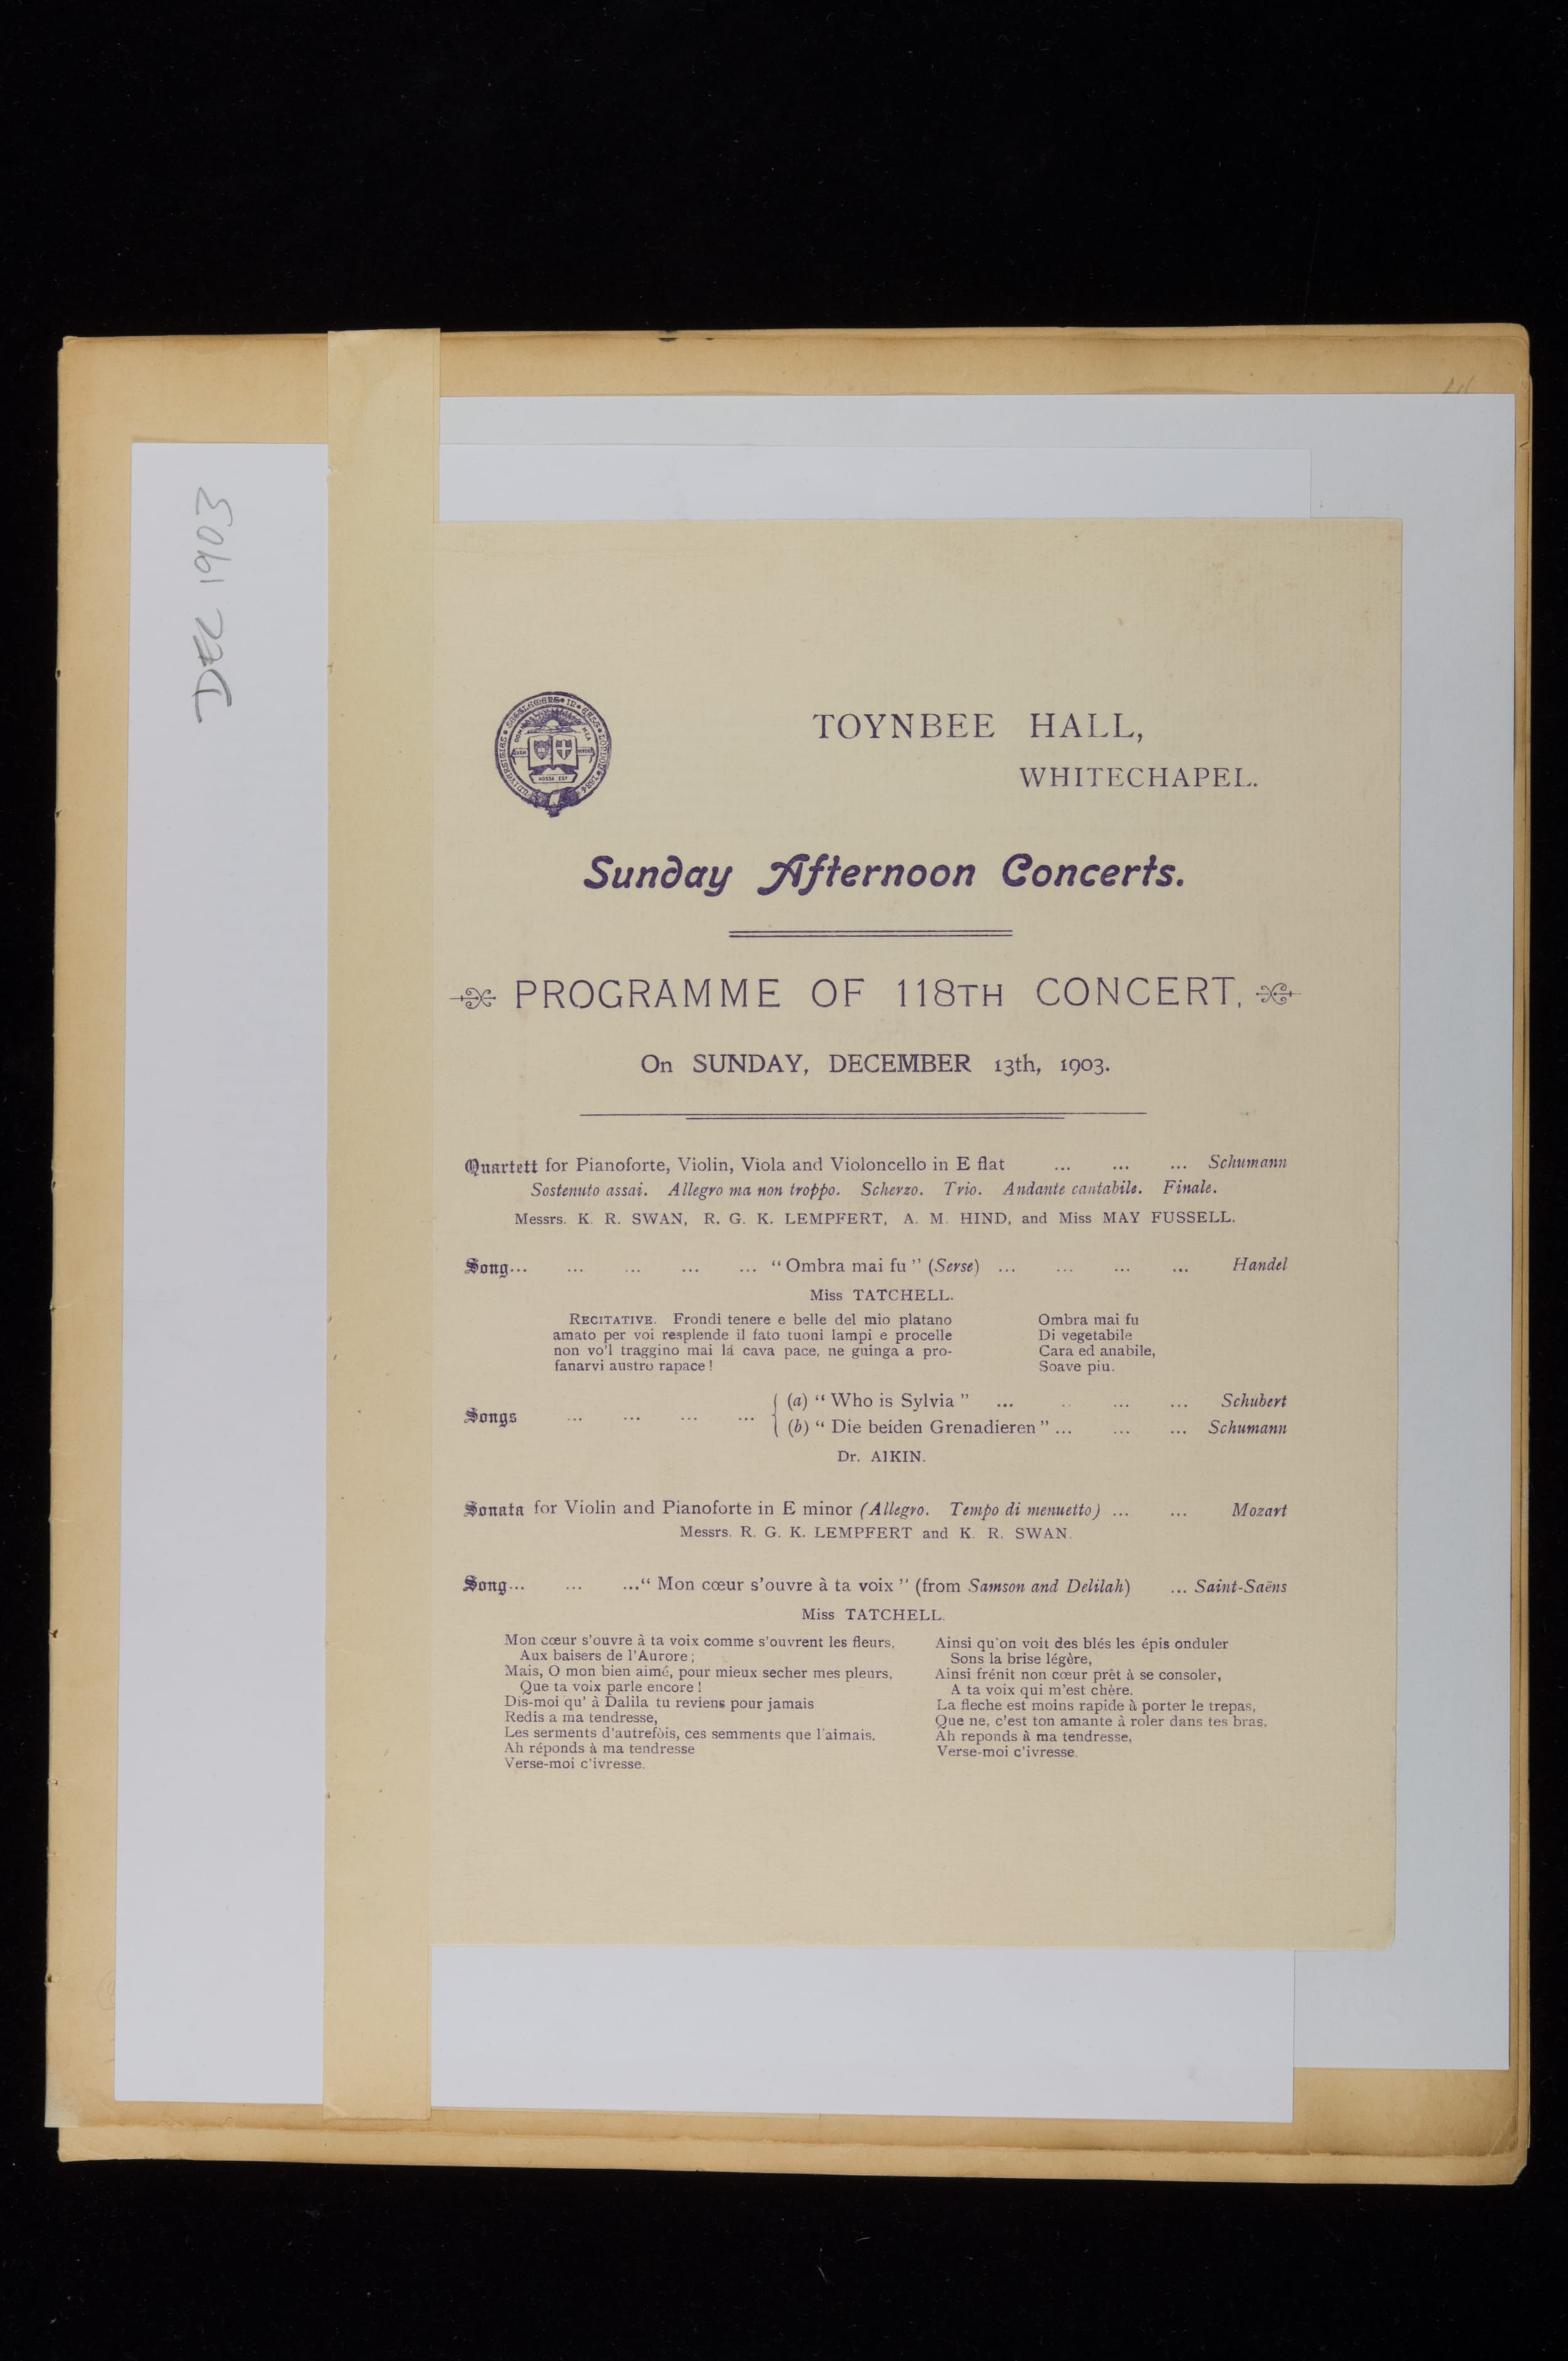 DEC 1903
TOYNBEE HALL,
WHITECHAPEL.
Sunday Afternoon Concerts.
PROGRAMME OF 118TH CONCERT,
On SUNDAY, DECEMBER 13th, 1903.
Quartett for Pianoforte, Violin, Viola and Violoncello in E flat ... ... ... Schumann
Sostenuto assai. Allegro ma non troppo. Scherzo. Trio. Andante cantabile. Finale.
Messrs. K. R. SWAN, R. G. K. LEMPFERT, A. M. HIND, and Miss MAY FUSSELL.
Song... ... ... ... ... "Ombra mai fu" (Serse) ... ... ... ... Handel
Miss TATCHELL.
RECITATIVE. Frondi tenere e belle del mio platano
amato per voi resplende il fato tuoni lampi e procelle
non vo'l traggino mai lá cava pace, ne guinga a pro-
fanarvi austro rapace!
Ombra mai fu
Di vegetabile
Cara ed anabile,
Soave piu.
Songs ... ... ... ... (a) "Who is Sylvia" ... .. ... ... Schubert
(b) "Die beiden Grenadieren" ... ... ... Schumann
Dr. AIKIN.
Sonata for Violin and Pianoforte in E minor (Allegro. Tempo di menuetto) ... ... Mozart
Messrs. R. G. K. LEMPFERT and K. R. SWAN.
Song... ... ..."Mon cœur s'ouvre à ta voix" (from Samson and Delilah) ... Saint-Saëns
Miss TATCHELL.
Mon cœur s'ouvre à ta voix comme s'ouvrent les fleurs,
Aux baisers de l'Aurore;
Mais, O mon bien aimé, pour mieux secher mes pleurs,
Que ta voix parle encore!
Dis-moi qu' à Dalila tu reviens pour jamais
Redis a ma tendresse,
Les serments d'autrefòis, ces semments que l'aimais.
Ah réponds à ma tendresse
Verse-moi c'ivresse.
Ainsi qu'on voit des blés les épis onduler
Sons la brise légère,
Ainsi frénit non cœur prêt à se consoler,
A ta voix qui m'est chère.
La fleche est moins rapide à porter le trepas,
Que ne, c'est ton amante à roler dans tes bras.
Ah reponds à ma tendresse,
Verse-moi c'ivresse.